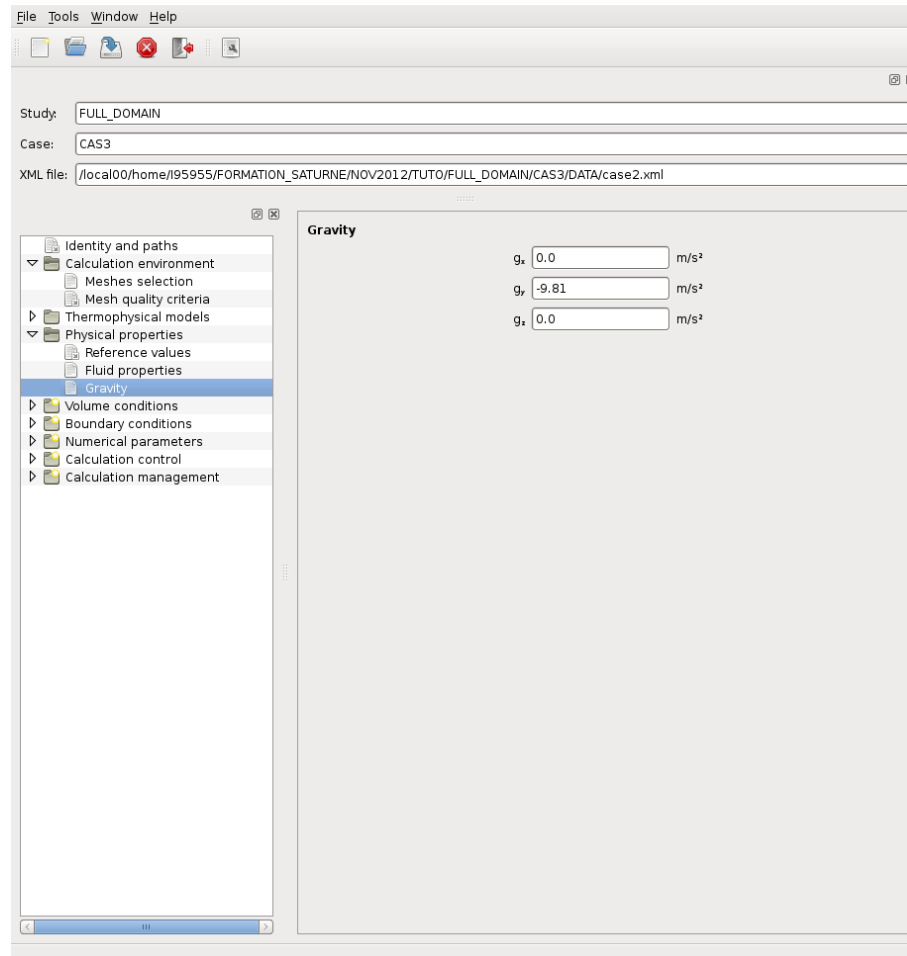 File Tools Window Help
Study: FULL_DOMAIN
Case: CAS3
XML file: /local00/home/I95955/FORMATION_SATURNE/NOV2012/TUTO/FULL_DOMAIN/CAS3/DATA/case2.xml
Identity and paths
Calculation environment
Meshes selection
Mesh quality criteria
Thermophysical models
Physical properties
Reference values
Fluid properties
Gravity
Volume conditions
Boundary conditions
Numerical parameters
Calculation control
Calculation management
Gravity
gₓ 0.0 m/s²
gᵧ -9.81 m/s²
g_z 0.0 m/s²